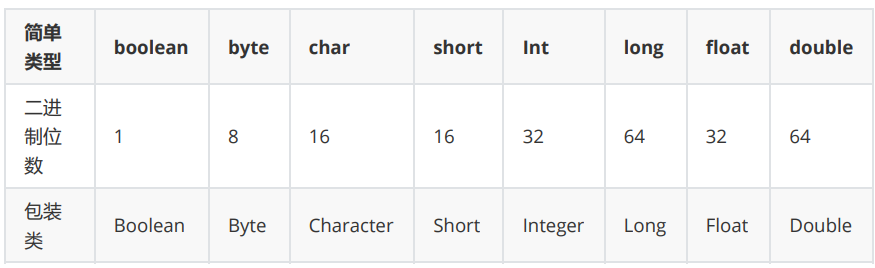 简单类型 boolean byte char short Int long float double
二进制位数 1 8 16 16 32 64 32 64
包装类 Boolean Byte Character Short Integer Long Float Double